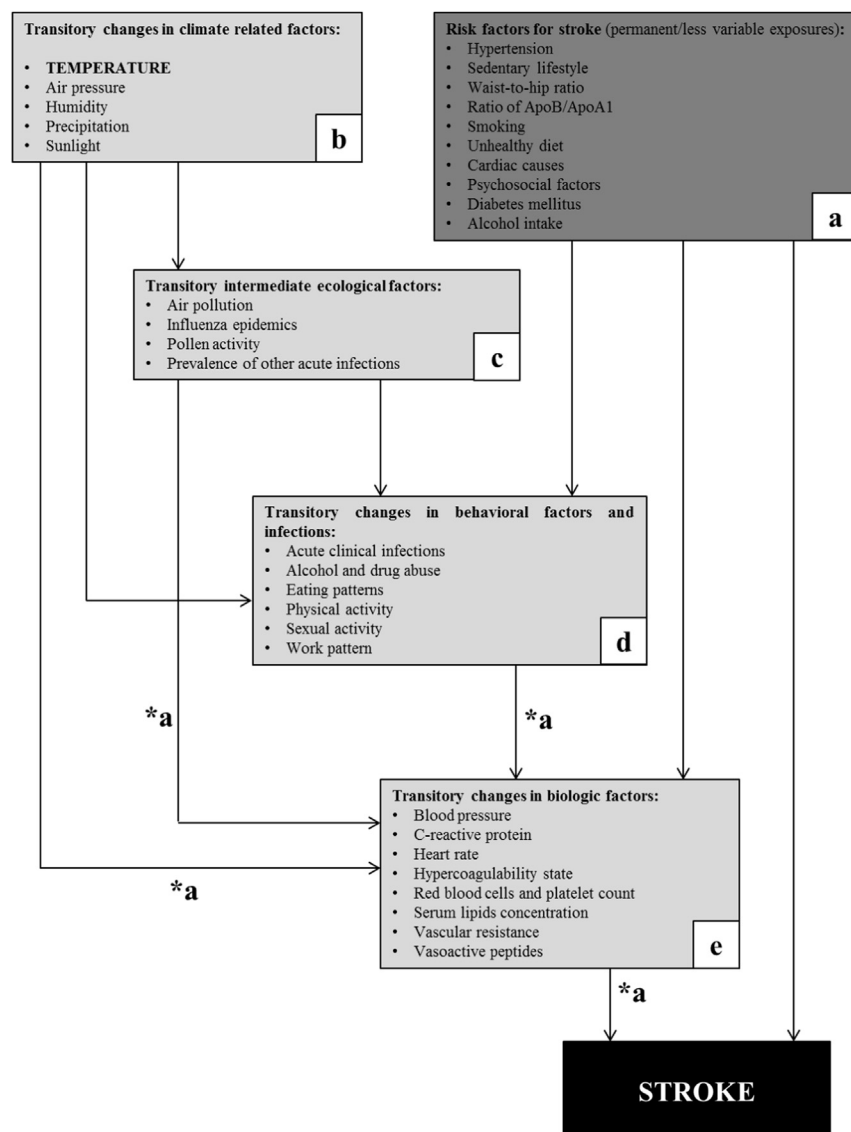 Transitory changes in climate related factors:
• TEMPERATURE
• Air pressure
• Humidity
• Precipitation
• Sunlight
b
Risk factors for stroke (permanent/less variable exposures):
• Hypertension
• Sedentary lifestyle
• Waist-to-hip ratio
• Ratio of ApoB/ApoA1
• Smoking
• Unhealthy diet
• Cardiac causes
• Psychosocial factors
• Diabetes mellitus
• Alcohol intake
a
Transitory intermediate ecological factors:
• Air pollution
• Influenza epidemics
• Pollen activity
• Prevalence of other acute infections
c
Transitory changes in behavioral factors and
infections:
• Acute clinical infections
• Alcohol and drug abuse
• Eating patterns
• Physical activity
• Sexual activity
• Work pattern
d
*a
*a
Transitory changes in biologic factors:
• Blood pressure
• C-reactive protein
• Heart rate
• Hypercoagulability state
• Red blood cells and platelet count
• Serum lipids concentration
• Vascular resistance
• Vasoactive peptides
e
*a
*a
STROKE